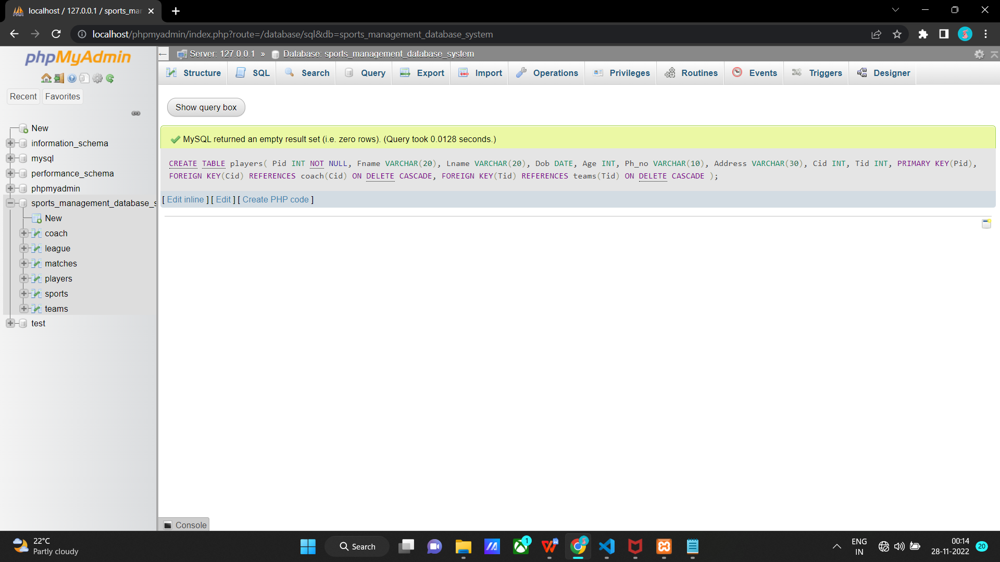 localhost / 127.0.0.1 / sports_mar
localhost/phpmyadmin/index.php?route=/database/sql&db=sports_management_database_system
phpMyAdmin
Recent Favorites
New
information_schema
mysql
performance_schema
phpmyadmin
sports_management_database_s
New
coach
league
matches
players
sports
teams
test
Server: 127.0.0.1 » Database: sports_management_database_system
Structure SQL Search Query Export Import Operations Privileges Routines Events Triggers Designer
Show query box
MySQL returned an empty result set (i.e. zero rows). (Query took 0.0128 seconds.)
CREATE TABLE players( Pid INT NOT NULL, Fname VARCHAR(20), Lname VARCHAR(20), Dob DATE, Age INT, Ph_no VARCHAR(10), Address VARCHAR(30), Cid INT, Tid INT, PRIMARY KEY(Pid),
FOREIGN KEY(Cid) REFERENCES coach(Cid) ON DELETE CASCADE, FOREIGN KEY(Tid) REFERENCES teams(Tid) ON DELETE CASCADE );
[ Edit inline ] [ Edit ] [ Create PHP code ]
Console
22°C
Partly cloudy
Search
1
ENG
IN
00:14
28-11-2022
20